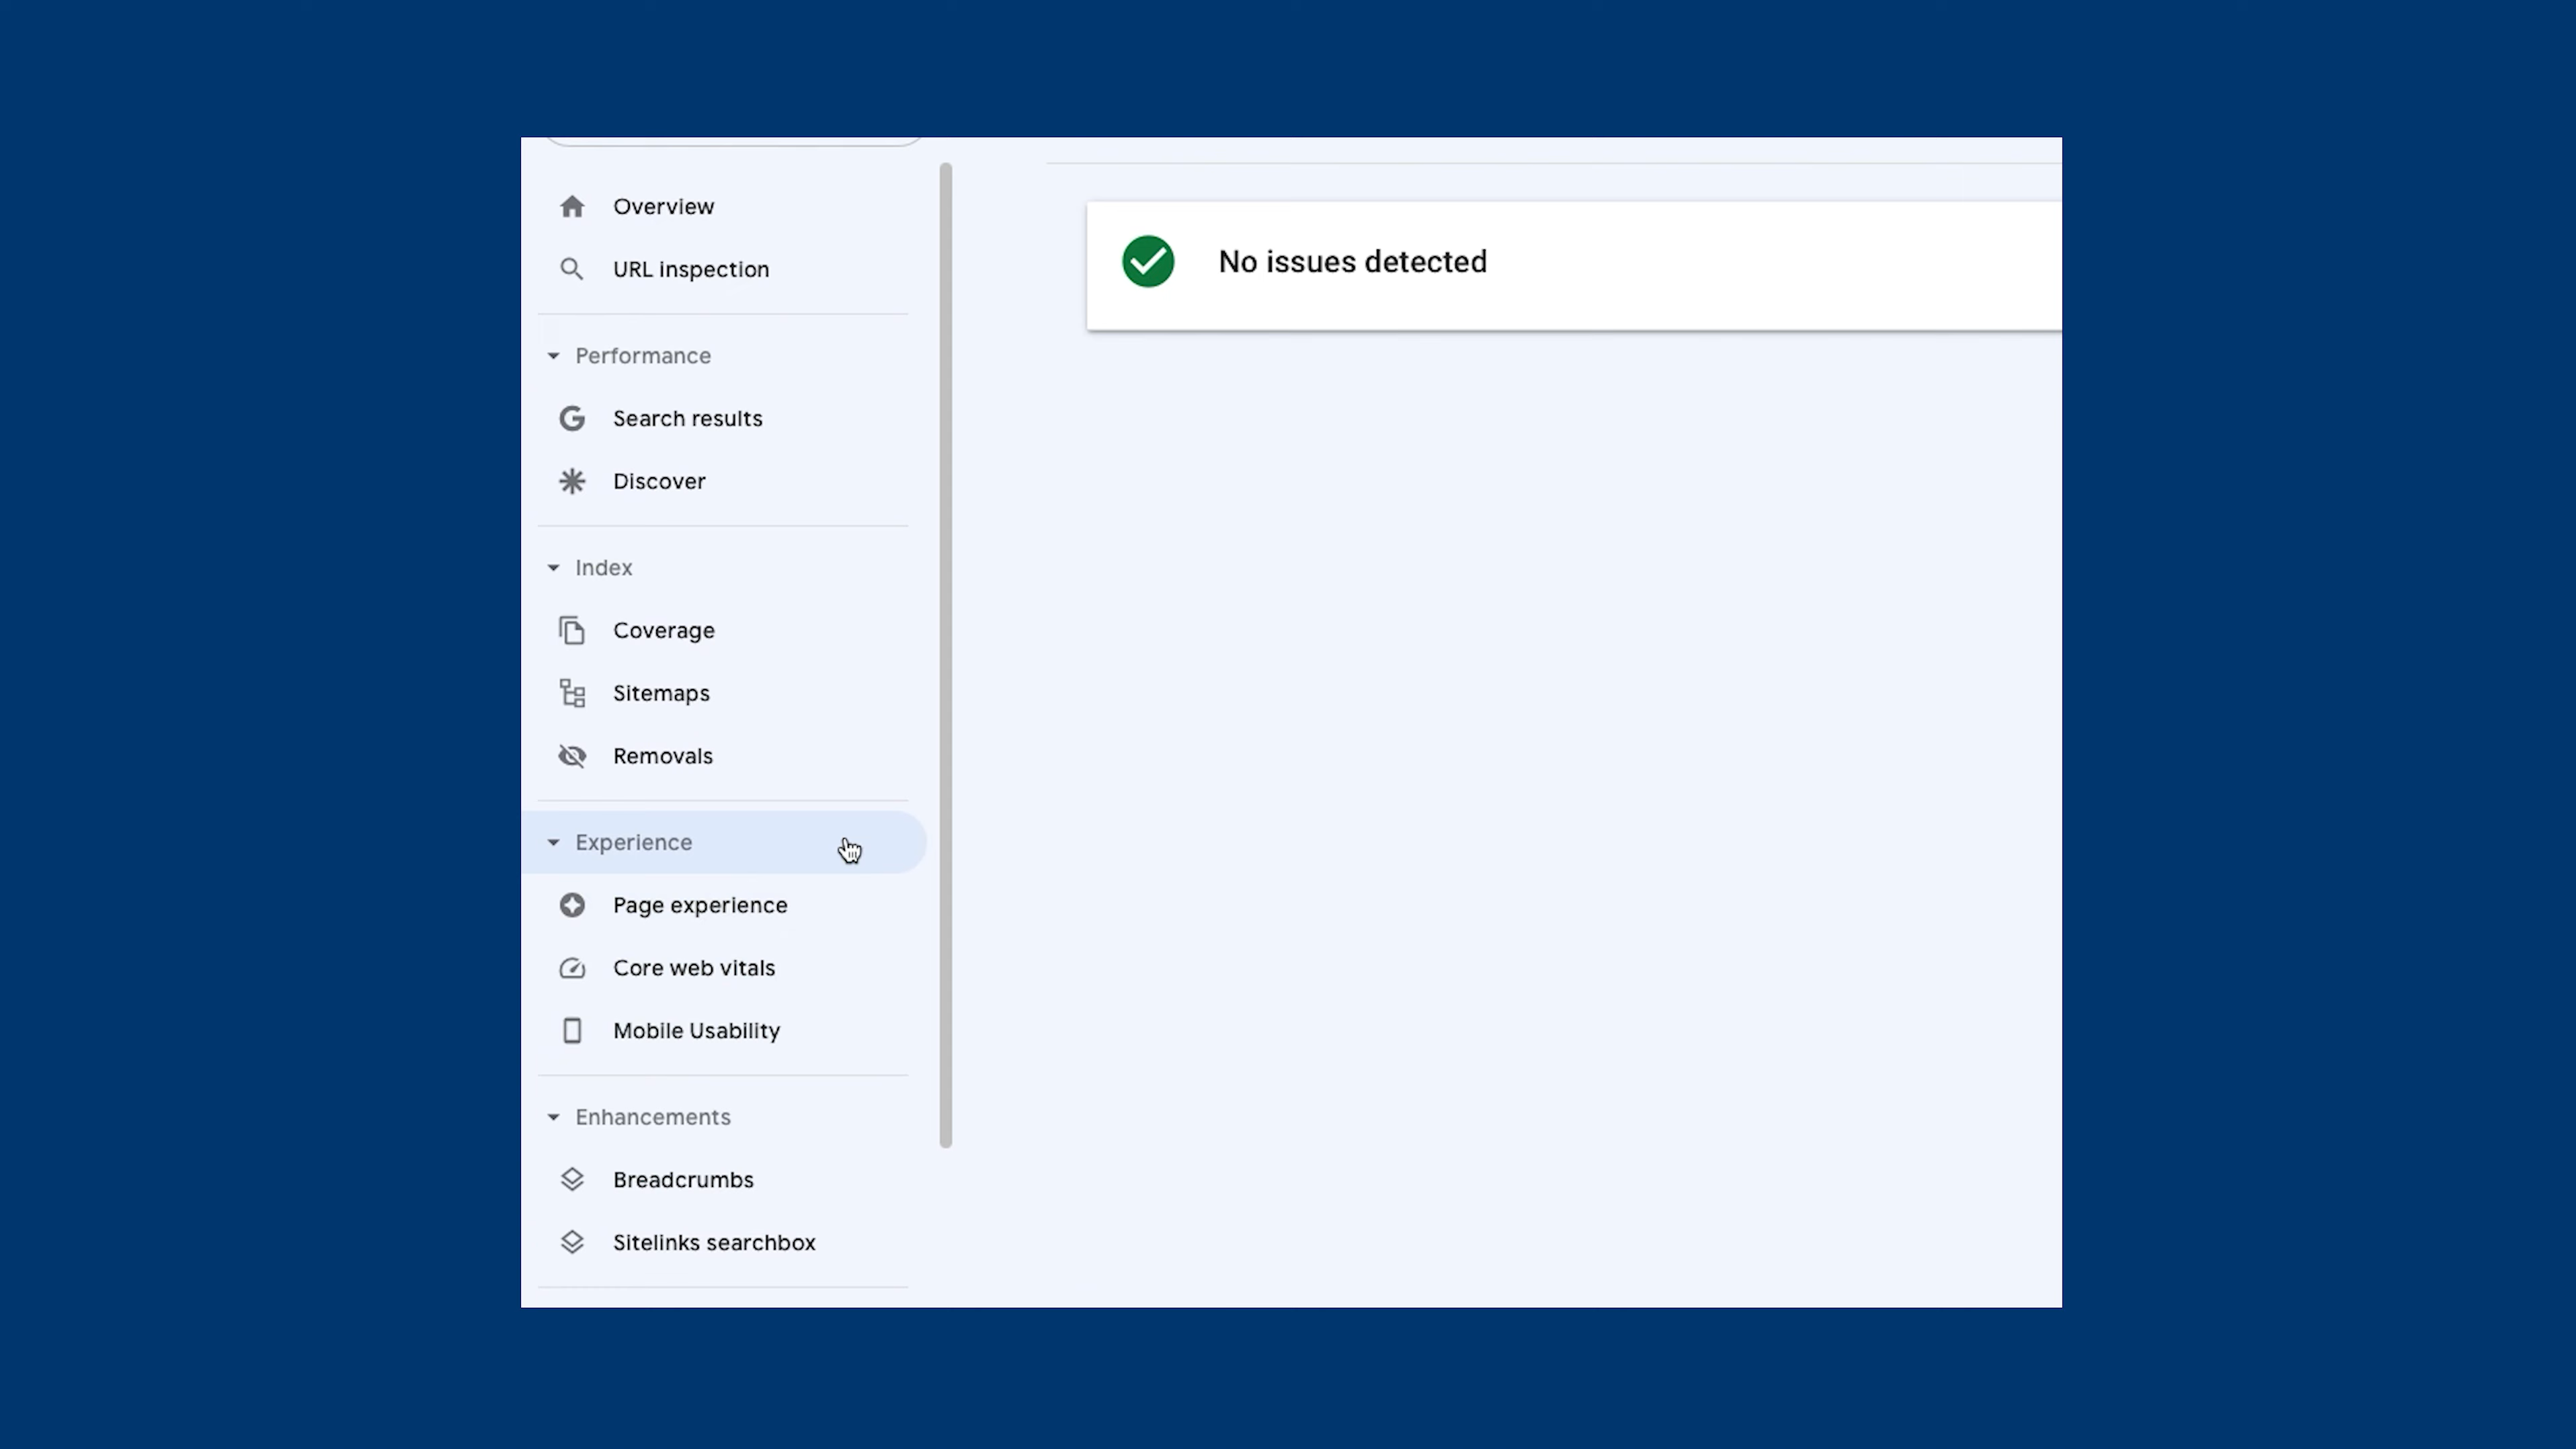 Overview
URL inspection
Performance
Search results
Discover
Index
Coverage
Sitemaps
Removals
Experience
Page experience
Core web vitals
Mobile Usability
Enhancements
Breadcrumbs
Sitelinks searchbox
No issues detected